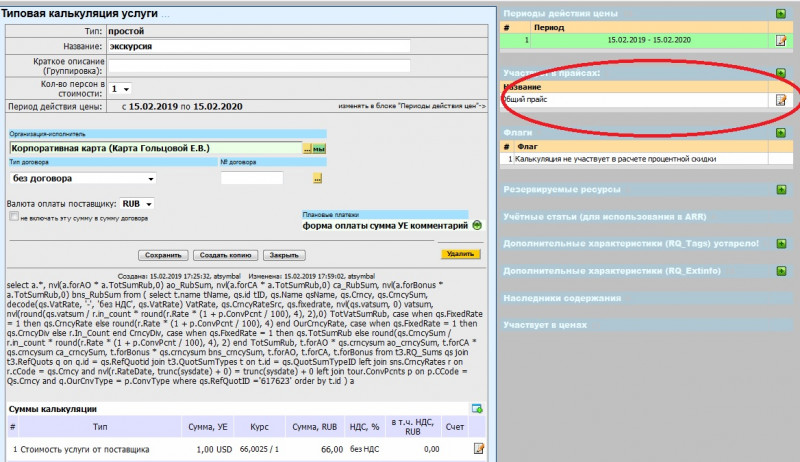 Типовая калькуляция услуги ...
Тип: простой
Название: экскурсия
Краткое описание
(Группировка):
Кол-во персон в
стоимости: 1
Период действия цены: с 15.02.2019 по 15.02.2020 изменять в блоке "Периоды действия цен"->
Организация-исполнитель
Корпоративная карта (Карта Гольцовой Е.В.) ... мы
Тип договора № договора
без договора ...
Валюта оплаты поставщику: RUB
не включать эту сумму в сумму договора
Плановые платежи
форма оплаты сумма УЕ комментарий
Сохранить Создать копию Закрыть Удалить
Создана: 15.02.2019 17:25:32, atsymbal Изменена: 15.02.2019 17:59:02, atsymbal
select a.*, nvl(a.forAO * a.TotSumRub,0) ao_RubSum, nvl(a.forCA * a.TotSumRub,0) ca_RubSum, nvl(a.forBonus *
a.TotSumRub,0) bns_RubSum from ( select t.name tName, qs.id tID, qs.Name qsName, qs.Crncy, qs.CrncySum,
decode(qs.VatRate, '-', 'без НДС', qs.VatRate) VatRate, qs.CrncyRateSrc, qs.fixedrate, nvl(qs.vatsum, 0) vatsum,
nvl(round(qs.vatsum / r.in_count * round(r.Rate * (1 + p.ConvPcnt / 100), 4), 2),0) TotVatSumRub, case when qs.FixedRate
= 1 then qs.CrncyRate else round(r.Rate * (1 + p.ConvPcnt / 100), 4) end OurCrncyRate, case when qs.FixedRate = 1 then
qs.CrncyDiv else r.In_Count end CrncyDiv, case when qs.FixedRate = 1 then qs.TotSumRub else round(qs.CrncySum /
r.in_count * round(r.Rate * (1 + p.ConvPcnt / 100), 4), 2) end TotSumRub, t.forAO * qs.crncysum ao_crncySum, t.forCA *
qs.crncysum ca_crncySum, t.forBonus * qs.crncysum bns_crncySum, t.forAO, t.forCA, t.forBonus from t3.RQ_Sums qs join
t3.RefQuots q on q.id = qs.RefQuotid join t3.QuotSumTypes t on t.id = qs.QuotSumTypeID left join sns.CrncyRates r on
r.cCode = qs.Crncy and nvl(r.RateDate, trunc(sysdate) + 0) = trunc(sysdate) + 0 left join tour.ConvPcnts p on p.CCode =
Qs.Crncy and q.OurCnvType = p.ConvType where qs.RefQuotID ='617623' order by t.id ) a
Суммы калькуляции
# Тип Сумма, УЕ Курс Сумма, RUB НДС, % в т.ч. НДС, RUB Счет
1 Стоимость услуги от поставщика 1,00 USD 66,0025 / 1 66,00 без НДС 0,00
Периоды действия цены
# Период
1 15.02.2019 - 15.02.2020
Участвует в прайсах:
Название
Общий прайс
Флаги
# Флаг
1 Калькуляция не участвует в расчете процентной скидки
Резервируемые ресурсы
Учётные статьи (для использования в ARR)
Дополнительные характеристики (RQ_Tags) устарело!
Дополнительные характеристики (RQ_ExtInfo)
Наследники содержания
Участвует в ценах